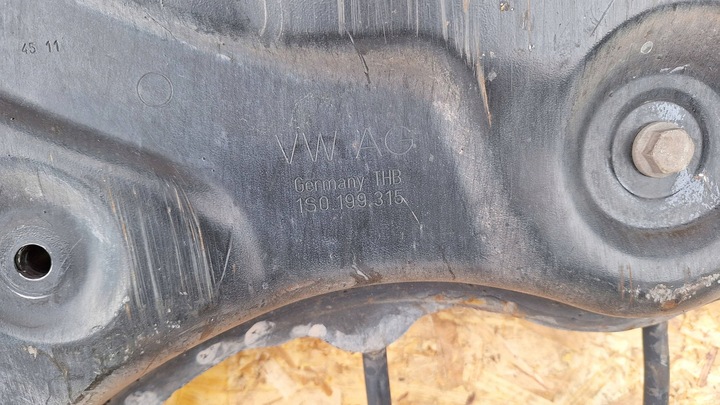 45 11
VW AG
Germany THB
1S0.199.315